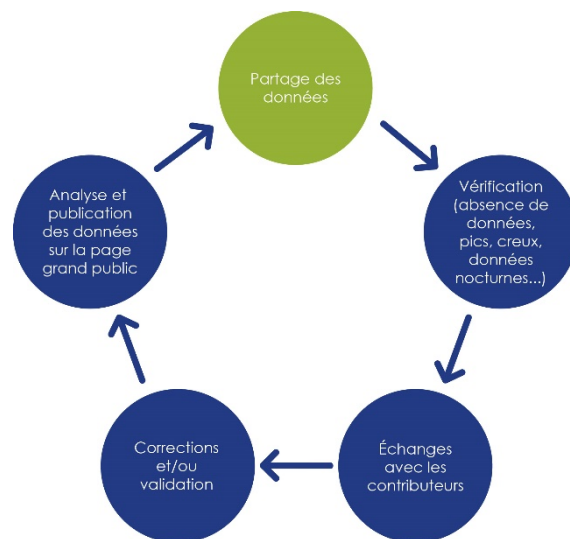 Partage des
données
Vérification
(absence de
données,
pics, creux,
données
nocturnes...)
Échanges
avec les
contributeurs
Corrections
et/ou
validation
Analyse et
publication
des données
sur la page
grand public